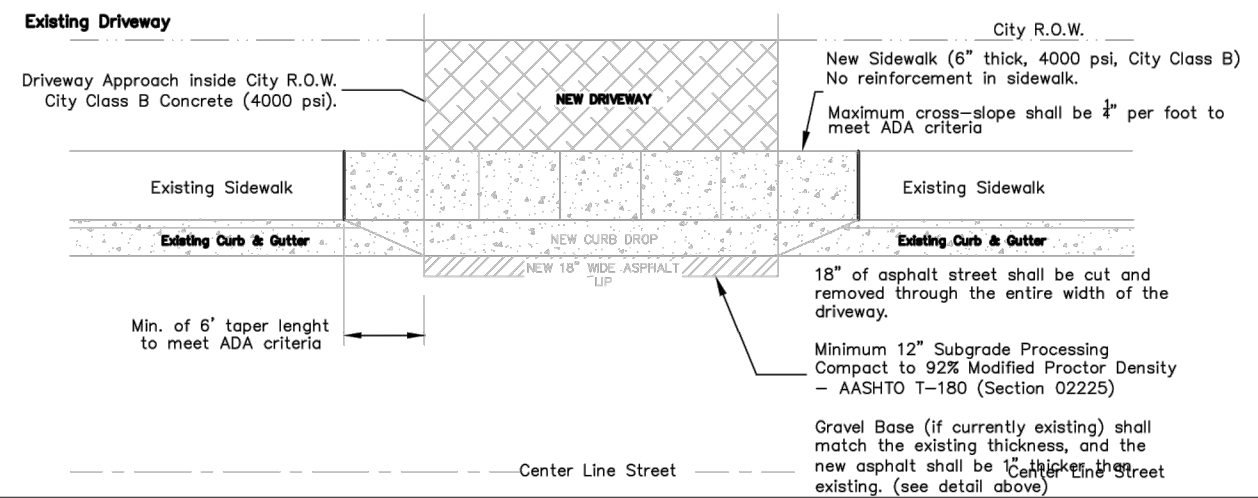 Existing Driveway
City R.O.W.
Driveway Approach inside City R.O.W.
City Class B Concrete (4000 psi).
NEW DRIVEWAY
New Sidewalk (6" thick, 4000 psi, City Class B)
No reinforcement in sidewalk.
Maximum cross-slope shall be 1/4" per foot to
meet ADA criteria
Existing Sidewalk
Existing Sidewalk
Existing Curb & Gutter
NEW CURB DROP
Existing Curb & Gutter
NEW 18" WIDE ASPHALT
LIP
Min. of 6' taper lenght
to meet ADA criteria
18" of asphalt street shall be cut and
removed through the entire width of the
driveway.
Minimum 12" Subgrade Processing
Compact to 92% Modified Proctor Density
- AASHTO T-180 (Section 02225)
Gravel Base (if currently existing) shall
match the existing thickness, and the
new asphalt shall be 1" thicker than
existing. (see detail above)
Center Line Street
Center Line Street